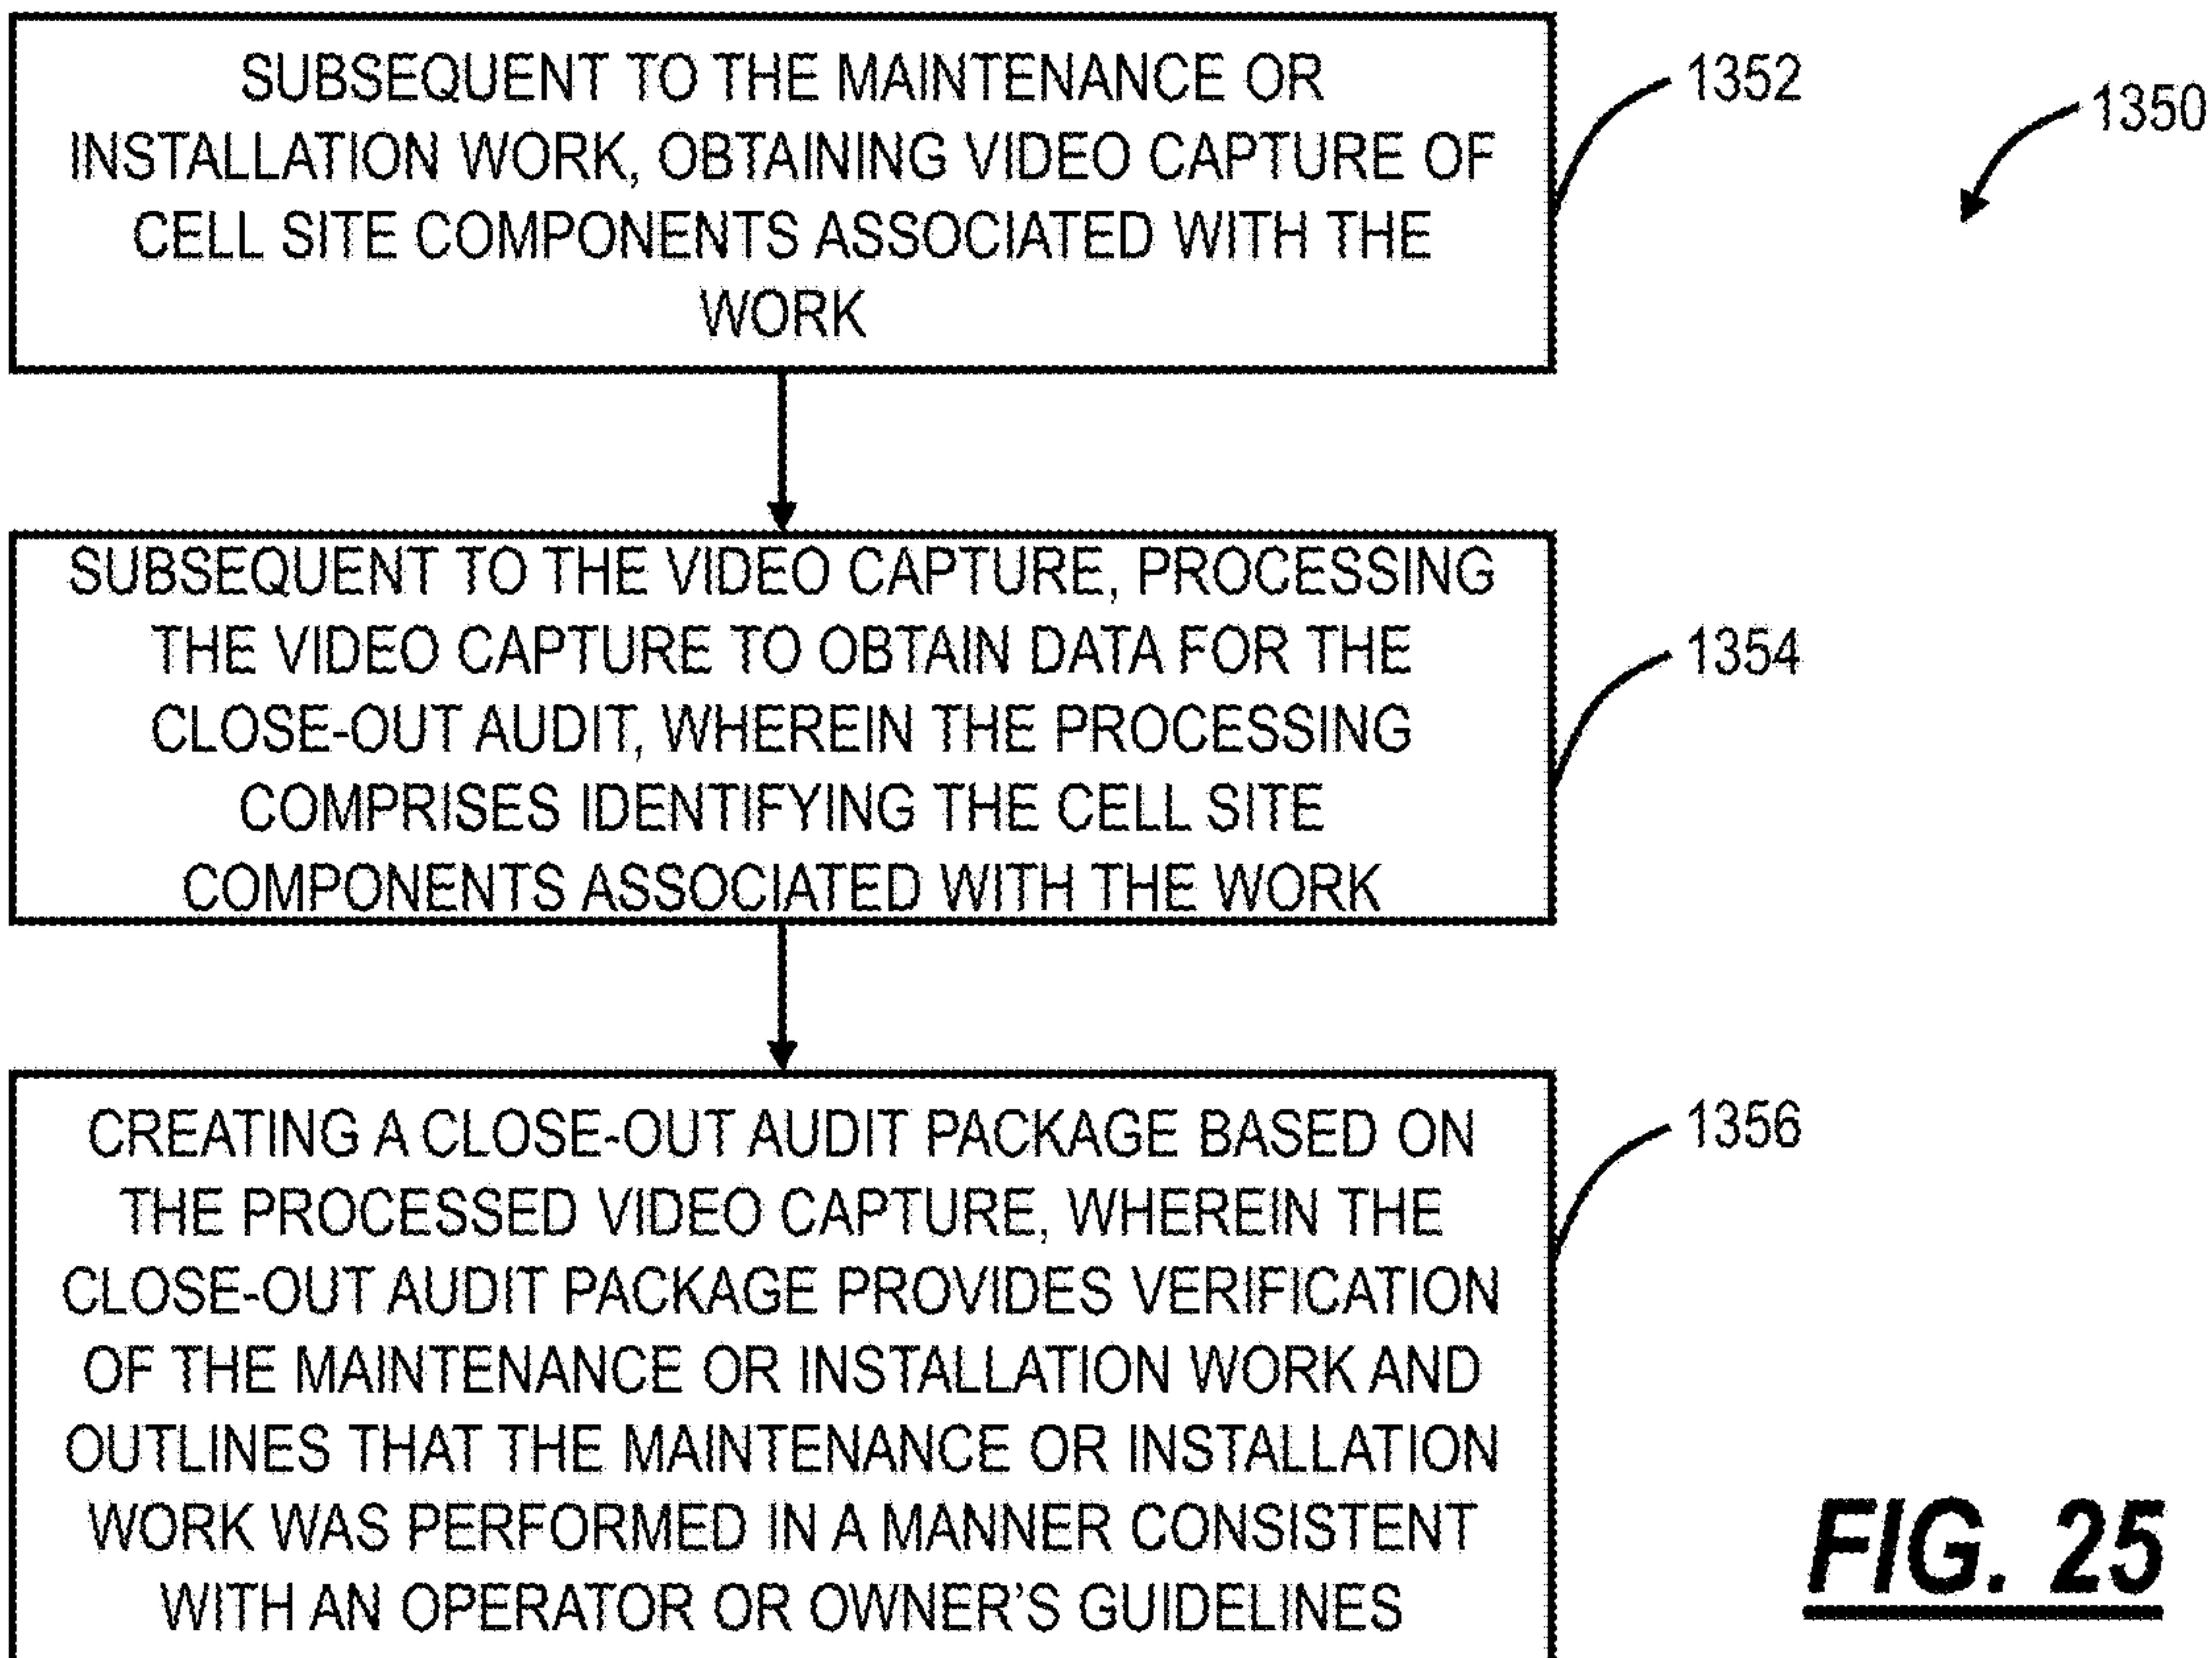 SUBSEQUENT TO THE MAINTENANCE OR
INSTALLATION WORK, OBTAINING VIDEO CAPTURE OF
CELL SITE COMPONENTS ASSOCIATED WITH THE
WORK
1352
1350
SUBSEQUENT TO THE VIDEO CAPTURE, PROCESSING
THE VIDEO CAPTURE TO OBTAIN DATA FOR THE
CLOSE-OUT AUDIT, WHEREIN THE PROCESSING
COMPRISES IDENTIFYING THE CELL SITE
COMPONENTS ASSOCIATED WITH THE WORK
1354
CREATING A CLOSE-OUT AUDIT PACKAGE BASED ON
THE PROCESSED VIDEO CAPTURE, WHEREIN THE
CLOSE-OUT AUDIT PACKAGE PROVIDES VERIFICATION
OF THE MAINTENANCE OR INSTALLATION WORK AND
OUTLINES THAT THE MAINTENANCE OR INSTALLATION
WORK WAS PERFORMED IN A MANNER CONSISTENT
WITH AN OPERATOR OR OWNER'S GUIDELINES
1356
FIG. 25